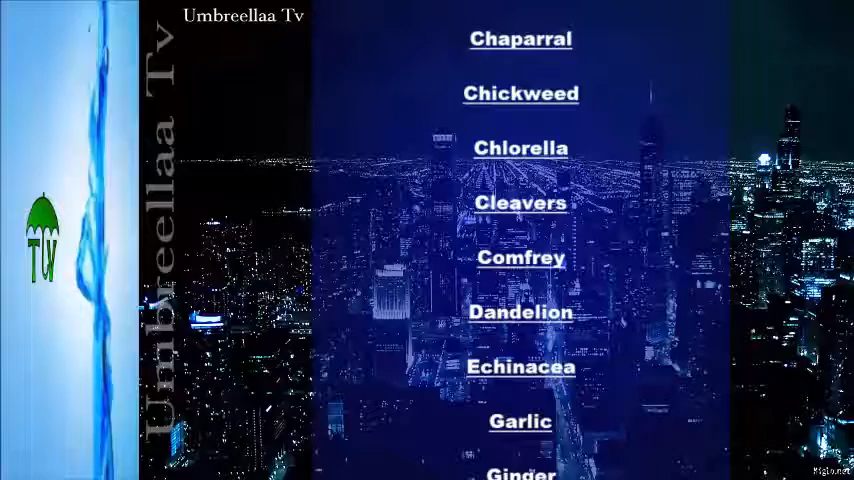 Umbreellaa Tv
Umbreellaa Tv
TV
Chaparral
Chickweed
Chlorella
Cleavers
Comfrey
Dandelion
Echinacea
Garlic
Ginger